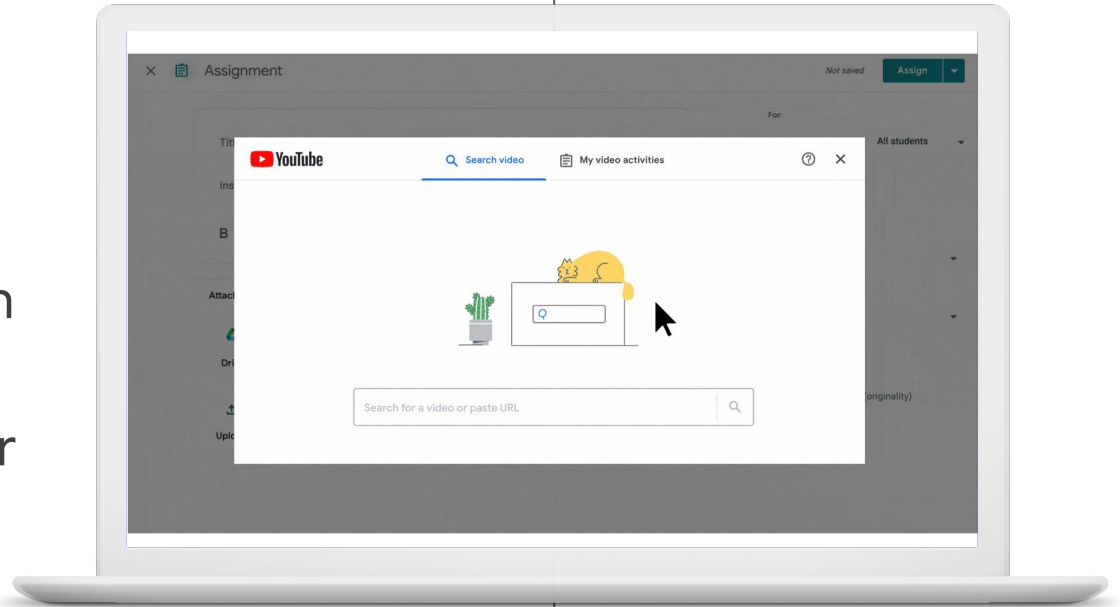 Assignment
Not saved
Assign
For
All students
YouTube
Search video
My video activities
B
(originality)
Search for a video or paste URL